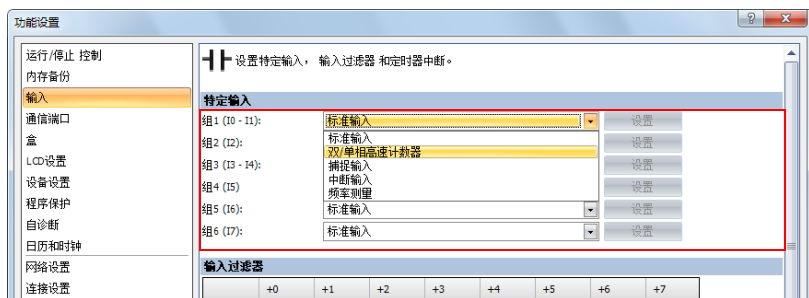 功能设置
运行/停止 控制
内存备份
输入
通信端口
盒
LCD设置
设备设置
程序保护
自诊断
日历和时钟
网络设置
连接设置
设置特定输入， 输入过滤器 和定时器中断。
特定输入
组1 (I0 - I1): 标准输入 设置
组2 (I2): 标准输入 设置
双/单相高速计数器
组3 (I3 - I4): 捕捉输入 设置
中断输入
组4 (I5) 频率测量 设置
组5 (I6): 标准输入 设置
组6 (I7): 标准输入 设置
输入过滤器
+0 +1 +2 +3 +4 +5 +6 +7